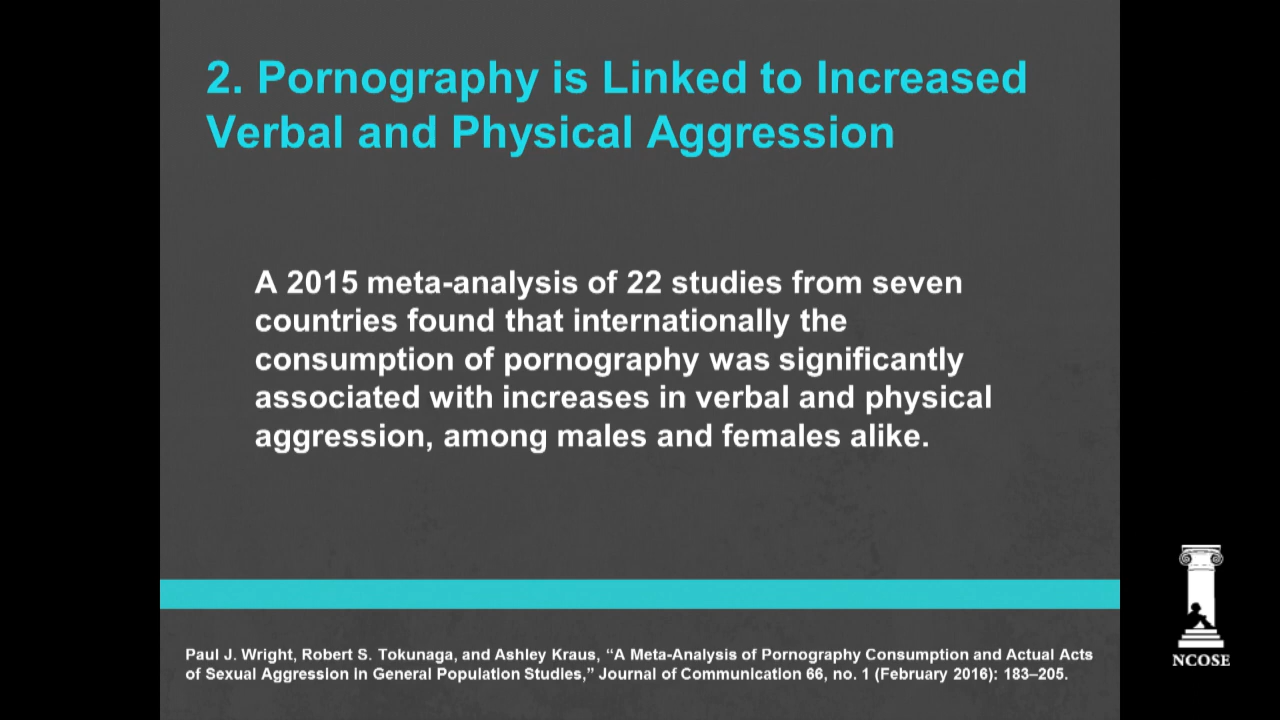 2. Pornography is Linked to Increased
Verbal and Physical Aggression
A 2015 meta-analysis of 22 studies from seven
countries found that internationally the
consumption of pornography was significantly
associated with increases in verbal and physical
aggression, among males and females alike.
Paul J. Wright, Robert S. Tokunaga, and Ashley Kraus, “A Meta-Analysis of Pornography Consumption and Actual Acts
of Sexual Aggression in General Population Studies,” Journal of Communication 66, no. 1 (February 2016): 183–205.
NCOSE